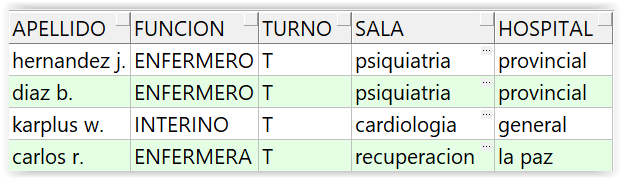 APELLIDO FUNCION TURNO SALA HOSPITAL
hernandez j. ENFERMERO T psiquiatria provincial
diaz b. ENFERMERO T psiquiatria provincial
karplus w. INTERINO T cardiologia general
carlos r. ENFERMERA T recuperacion la paz